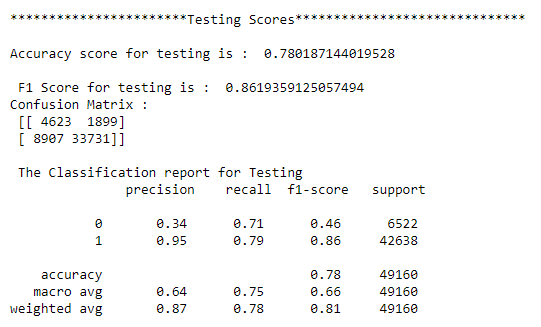 ***********************Testing Scores******************************
Accuracy score for testing is :  0.780187144019528
F1 Score for testing is :  0.8619359125057494
Confusion Matrix :
[[ 4623  1899]
[ 8907 33731]]
The Classification report for Testing
precision    recall  f1-score   support
0       0.34      0.71      0.46      6522
1       0.95      0.79      0.86     42638
accuracy                           0.78     49160
macro avg       0.64      0.75      0.66     49160
weighted avg       0.87      0.78      0.81     49160